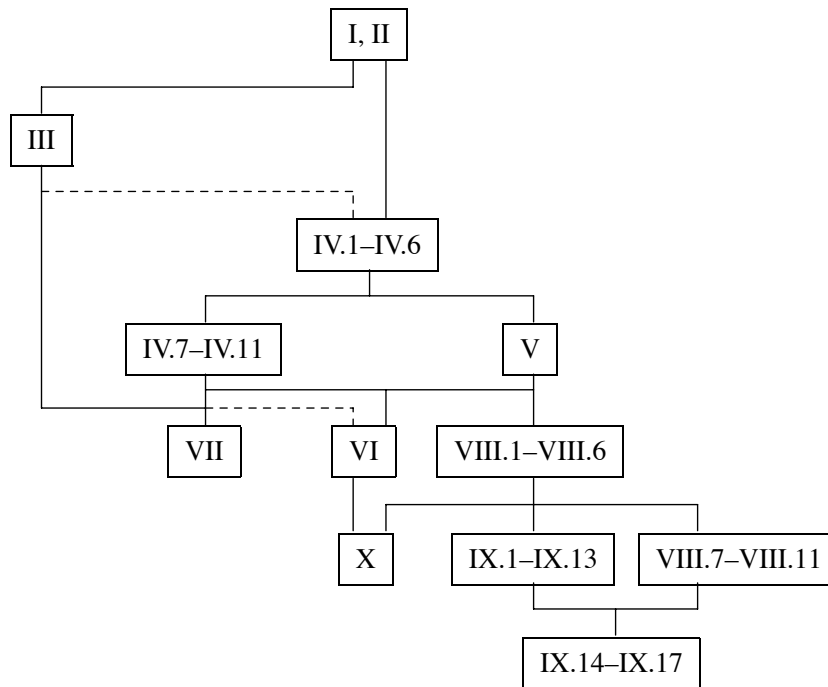 I, II
III
IV.1–IV.6
IV.7–IV.11
V
VII
VI
VIII.1–VIII.6
X
IX.1–IX.13
VIII.7–VIII.11
IX.14–IX.17